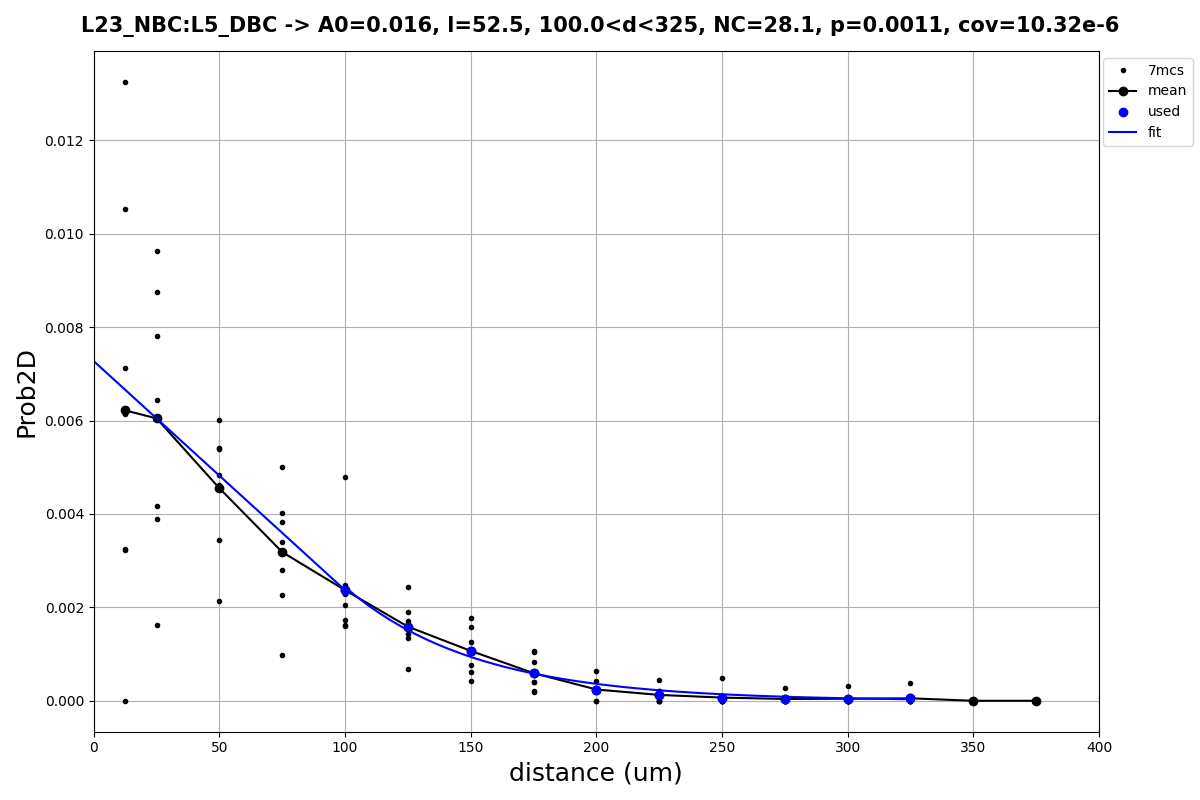 L23_NBC:L5_DBC -> A0=0.016, l=52.5, 100.0<d<325, NC=28.1, p=0.0011, cov=10.32e-6
7mcs
mean
used
fit
Prob2D
0.012
0.010
0.008
0.006
0.004
0.002
0.000
0 50 100 150 200 250 300 350 400
distance (um)